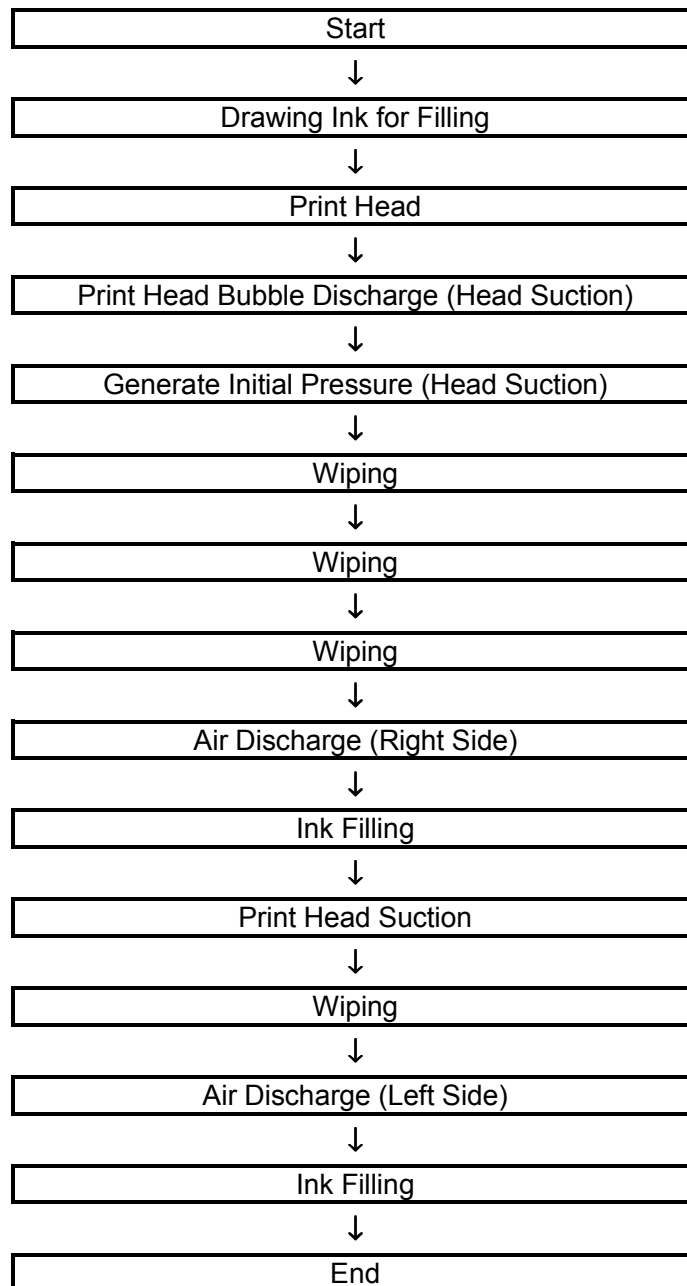 Start
↓
Drawing Ink for Filling
↓
Print Head
↓
Print Head Bubble Discharge (Head Suction)
↓
Generate Initial Pressure (Head Suction)
↓
Wiping
↓
Wiping
↓
Wiping
↓
Air Discharge (Right Side)
↓
Ink Filling
↓
Print Head Suction
↓
Wiping
↓
Air Discharge (Left Side)
↓
Ink Filling
↓
End